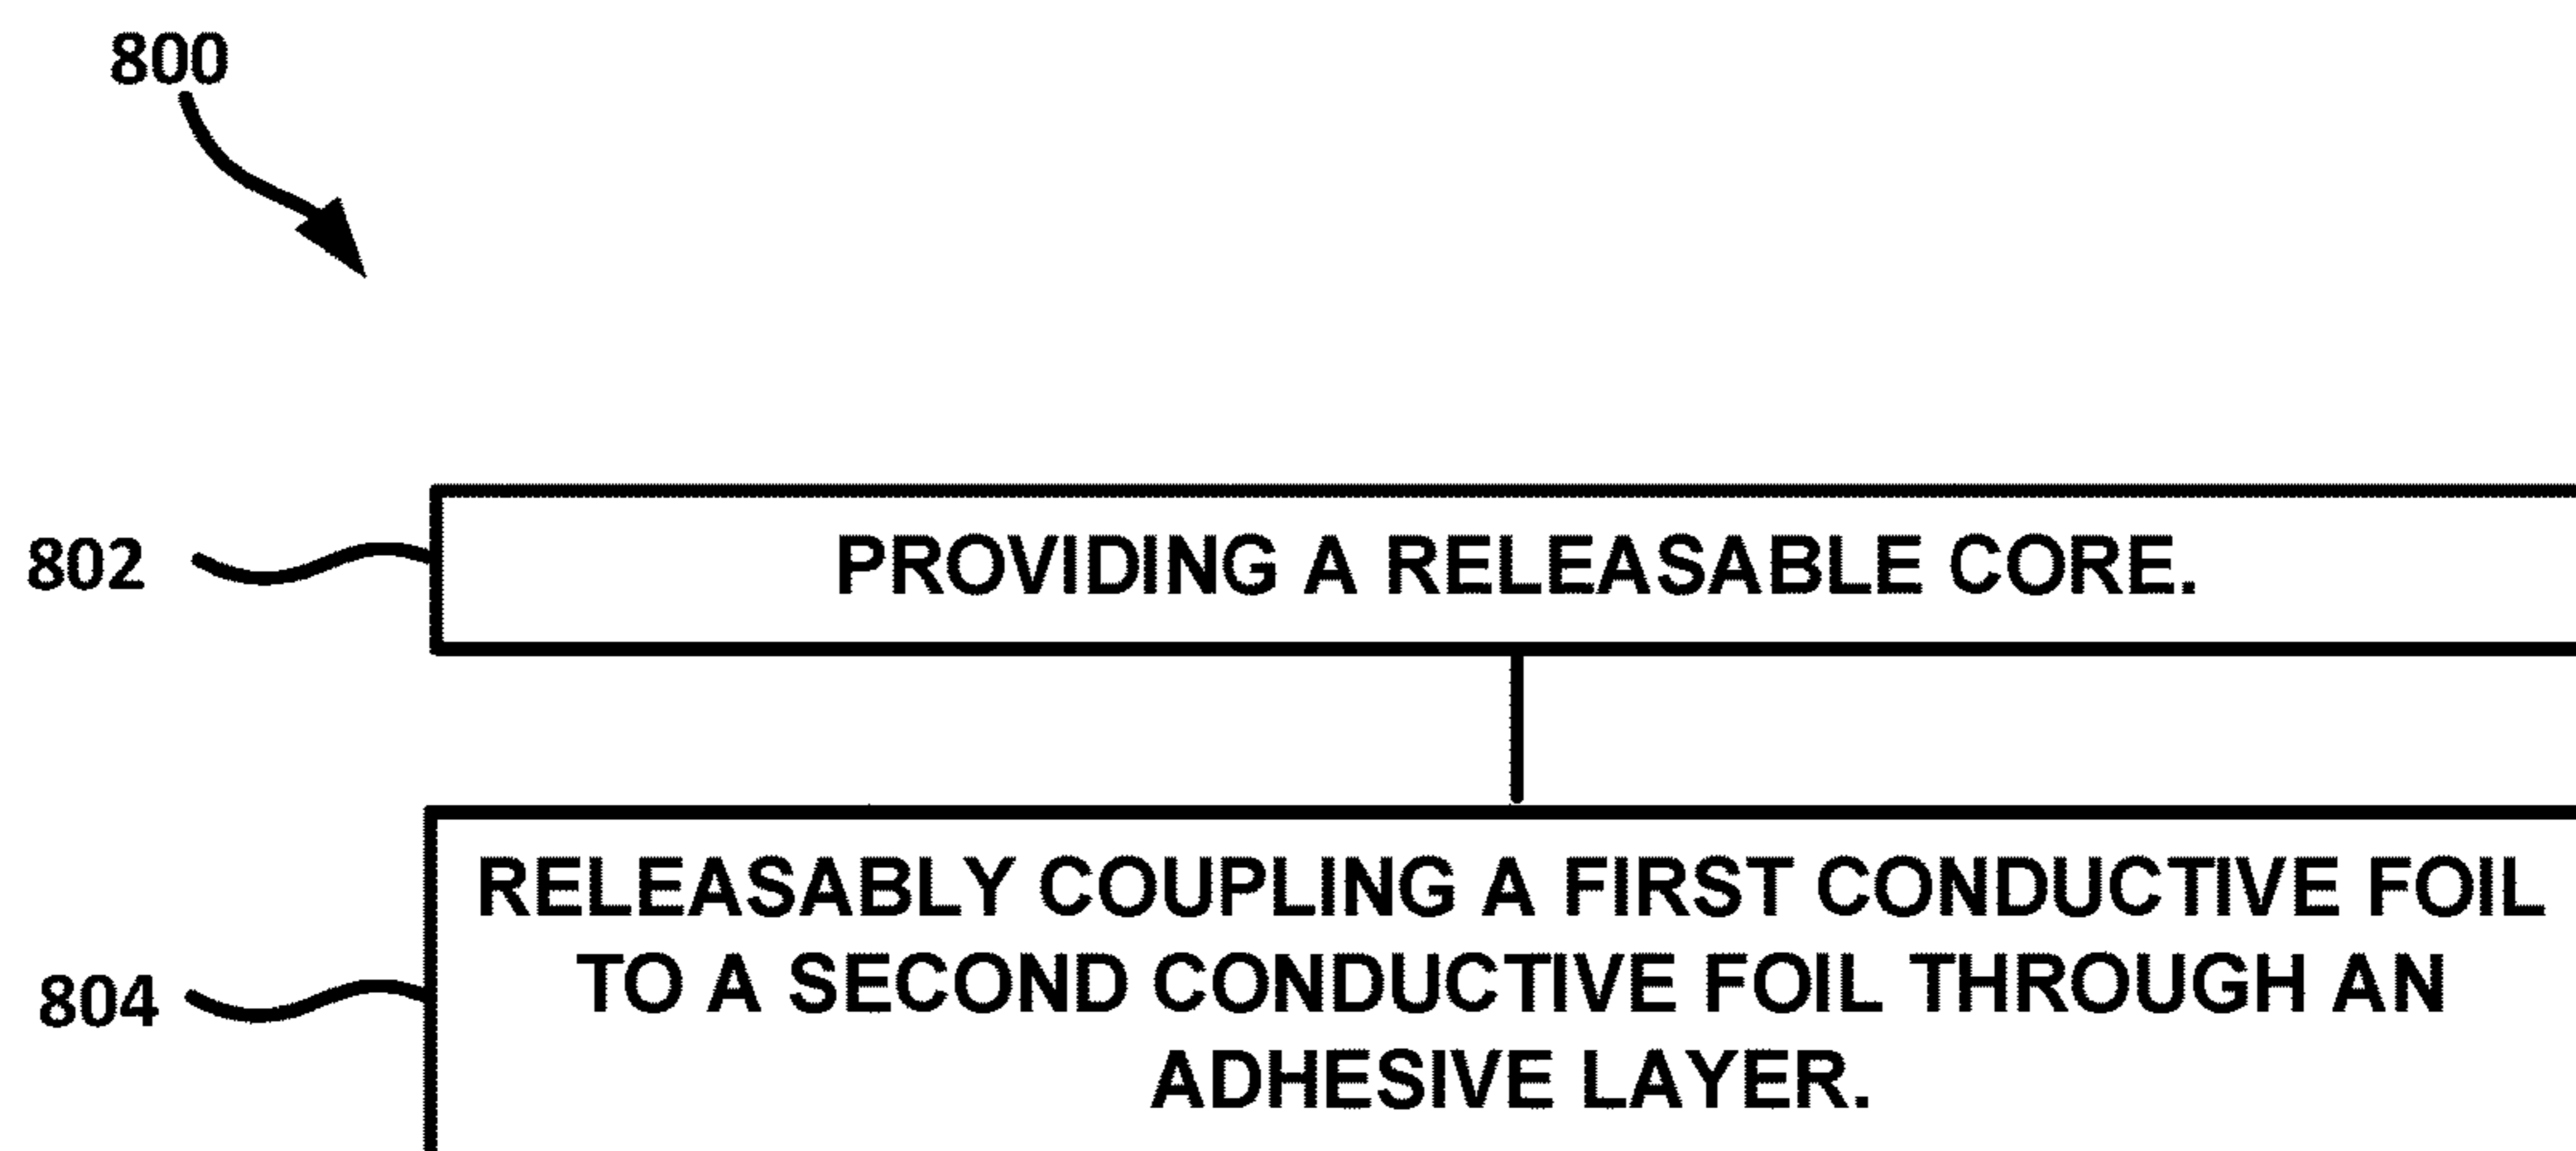 800
802
PROVIDING A RELEASABLE CORE.
RELEASABLY COUPLING A FIRST CONDUCTIVE FOIL
TO A SECOND CONDUCTIVE FOIL THROUGH AN
804
ADHESIVE LAYER.